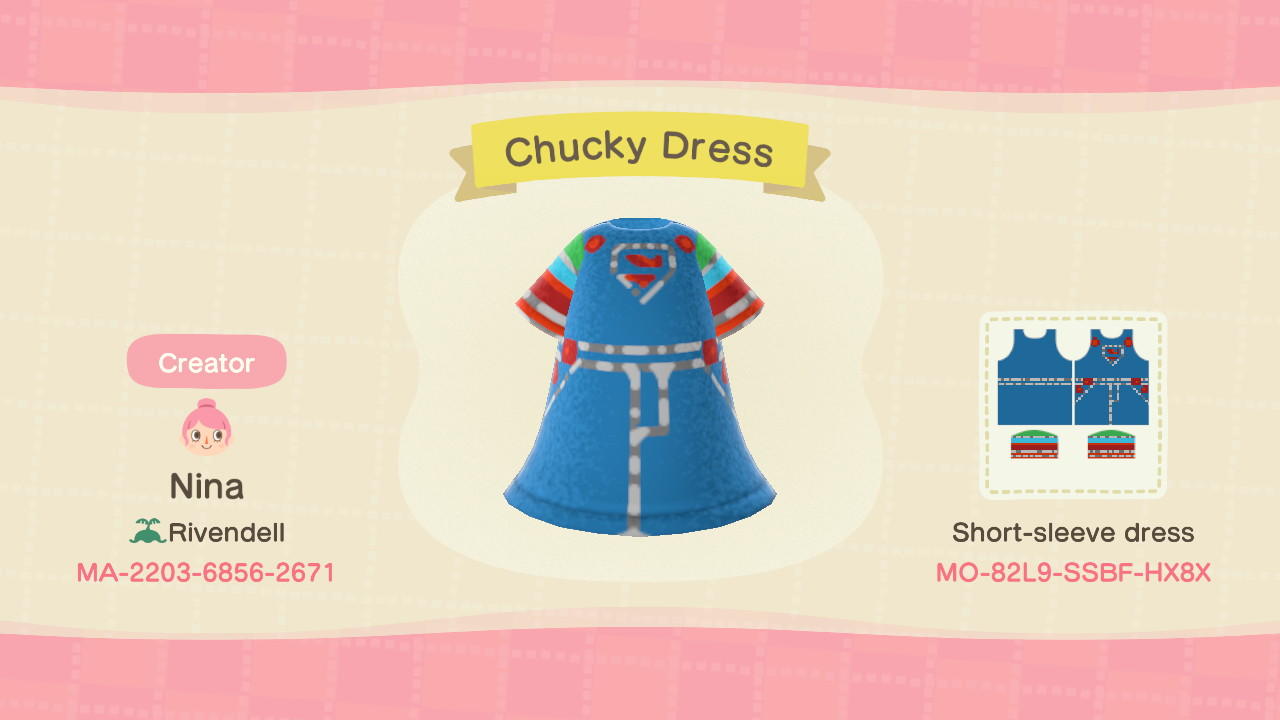 Chucky Dress
Creator
Nina
Rivendell
MA-2203-6856-2671
Short-sleeve dress
MO-82L9-SSBF-HX8X